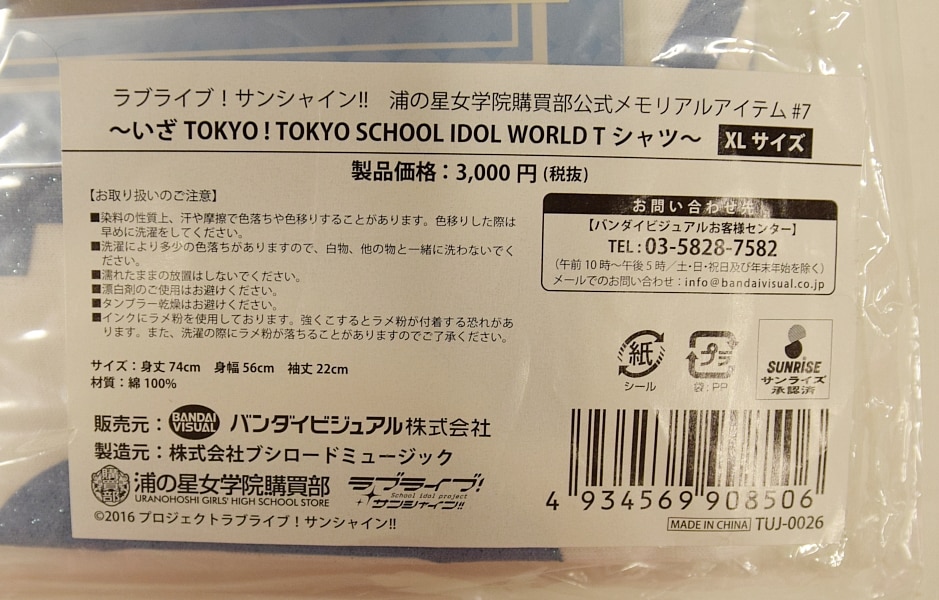 ラブライブ！サンシャイン!!　浦の星女学院購買部公式メモリアルアイテム #7
～いざ TOKYO！TOKYO SCHOOL IDOL WORLD T シャツ～ XL サイズ
製品価格：3,000 円 (税抜)
【お取り扱いのご注意】
■染料の性質上、汗や摩擦で色落ちや色移りすることがあります。色移りした際は
早めに洗濯をしてください。
■洗濯により多少の色落ちがありますので、白物、他の物と一緒に洗わないでく
ださい。
■濡れたままの放置はしないでください。
■漂白剤のご使用はお避けください。
■タンブラー乾燥はお避けください。
■インクにラメ粉を使用しております。強くこするとラメ粉が付着する恐れがあ
ります。また、洗濯の際にラメ粉が落ちることがありますのでご了承ください。
サイズ：身丈 74cm　身幅 56cm　袖丈 22cm
材質：綿 100%
お問い合わせ先
【バンダイビジュアルお客様センター】
TEL：03-5828-7582
（午前 10 時～午後 5 時／土・日・祝日及び年末年始を除く）
メールでのお問い合わせ：info@bandaivisual.co.jp
紙
シール
プラ
袋：PP
SUNRISE
サンライズ
承認済
販売元：BANDAI VISUAL バンダイビジュアル株式会社
製造元：株式会社ブシロードミュージック
購買部 浦の星女学院購買部
URANOHOSHI GIRLS' HIGH SCHOOL STORE
ラブライブ!
School idol project
サンシャイン!!
©2016 プロジェクトラブライブ！サンシャイン!!
4 934569 908506
MADE IN CHINA TUJ-0026